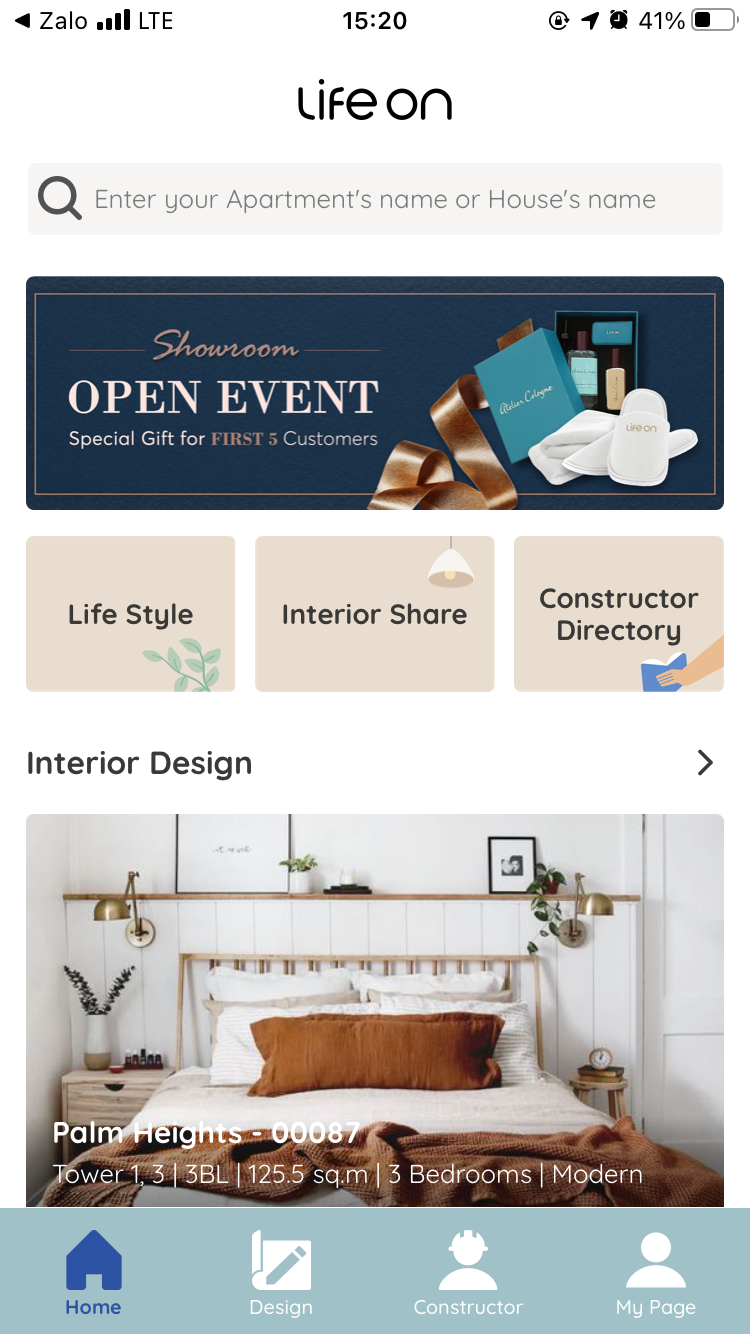 Zalo LTE 15:20 41%
Life on
Enter your Apartment's name or House's name
Showroom
OPEN EVENT
Special Gift for FIRST 5 Customers
Atelier Cologne
Life on
Life Style
Interior Share
Constructor
Directory
Interior Design
Palm Heights - 00087
Tower 1, 3 | 3BL | 125.5 sq.m | 3 Bedrooms | Modern
Home
Design
Constructor
My Page